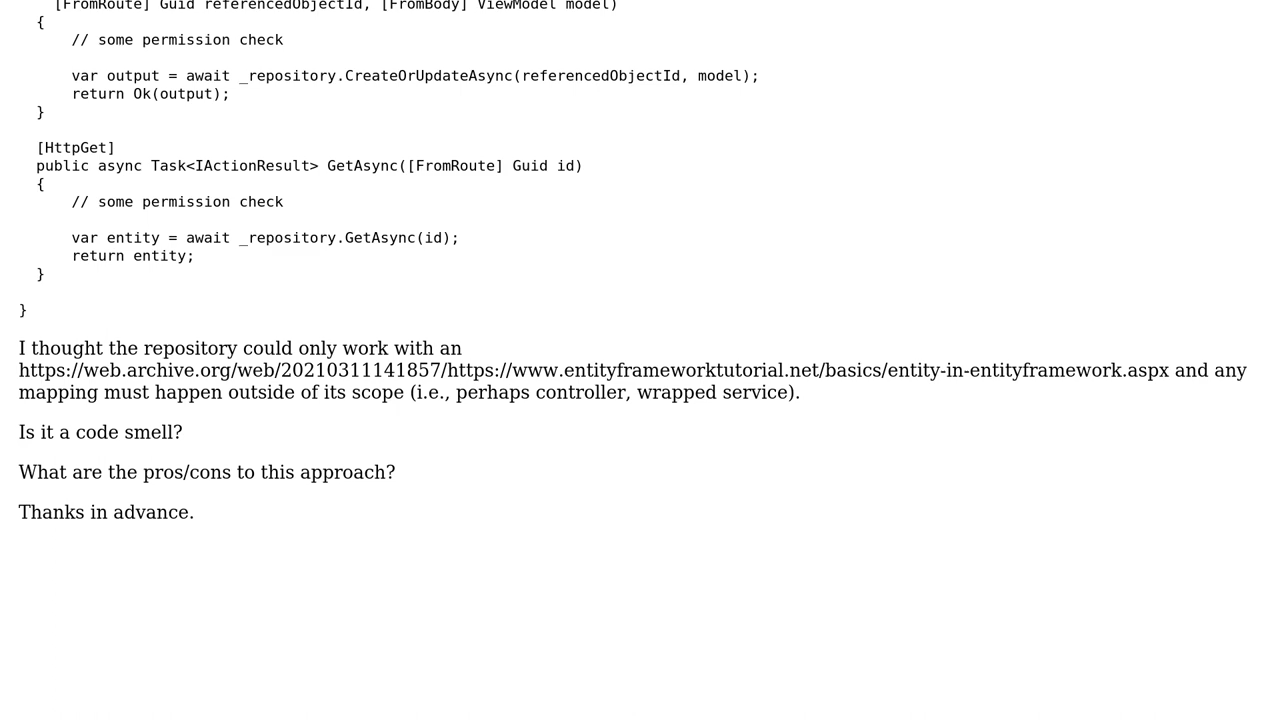 [FromRoute] Guid referencedObjectId, [FromBody] ViewModel model)
{
// some permission check
var output = await _repository.CreateOrUpdateAsync(referencedObjectId, model);
return Ok(output);
}
[HttpGet]
public async Task<IActionResult> GetAsync([FromRoute] Guid id)
{
// some permission check
var entity = await _repository.GetAsync(id);
return entity;
}
}
I thought the repository could only work with an
https://web.archive.org/web/20210311141857/https://www.entityframeworktutorial.net/basics/entity-in-entityframework.aspx and any
mapping must happen outside of its scope (i.e., perhaps controller, wrapped service).
Is it a code smell?
What are the pros/cons to this approach?
Thanks in advance.